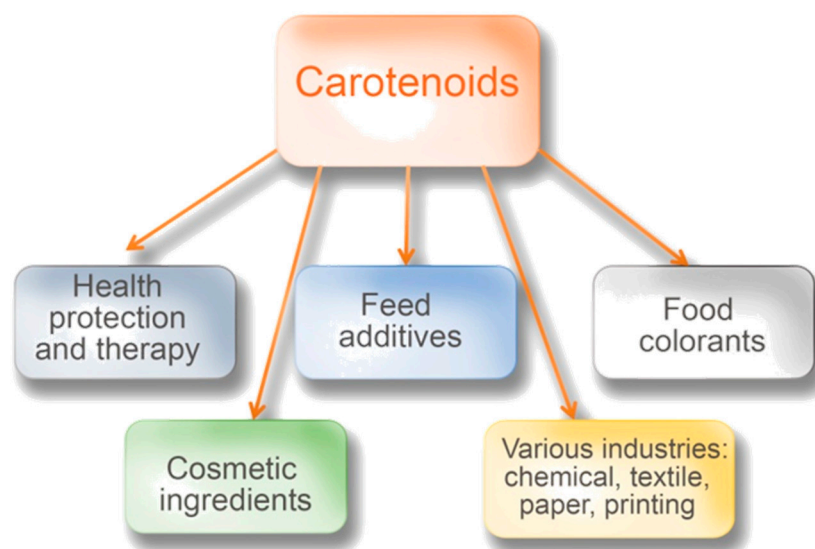 Carotenoids
Health
protection
and therapy
Feed
additives
Food
colorants
Cosmetic
ingredients
Various industries:
chemical, textile,
paper, printing